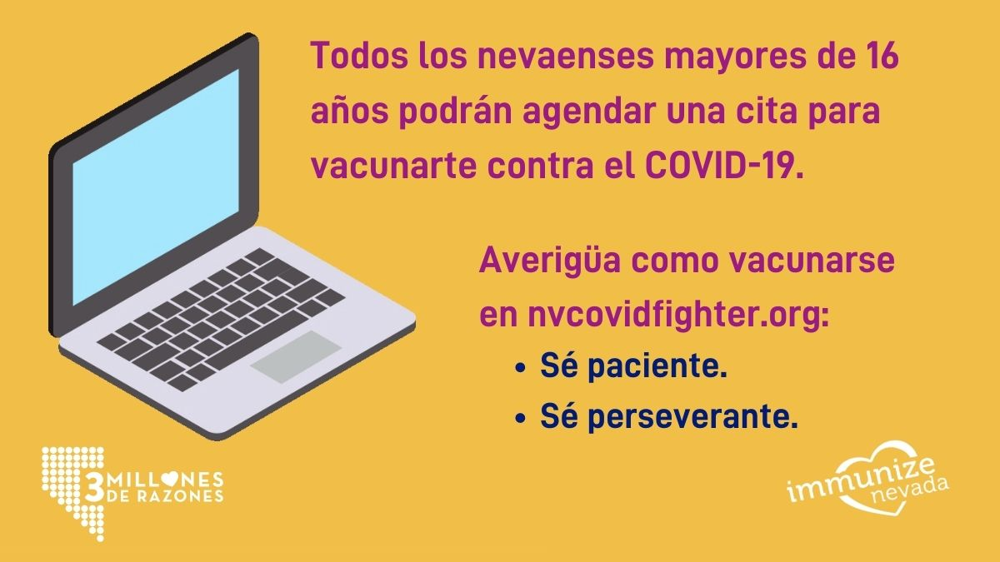 Todos los nevaenses mayores de 16
años podrán agendar una cita para
vacunarte contra el COVID-19.
Averigüa como vacunarse
en nvcovidfighter.org:
• Sé paciente.
• Sé perseverante.
3 MILLONES
DE RAZONES
immunize
nevada